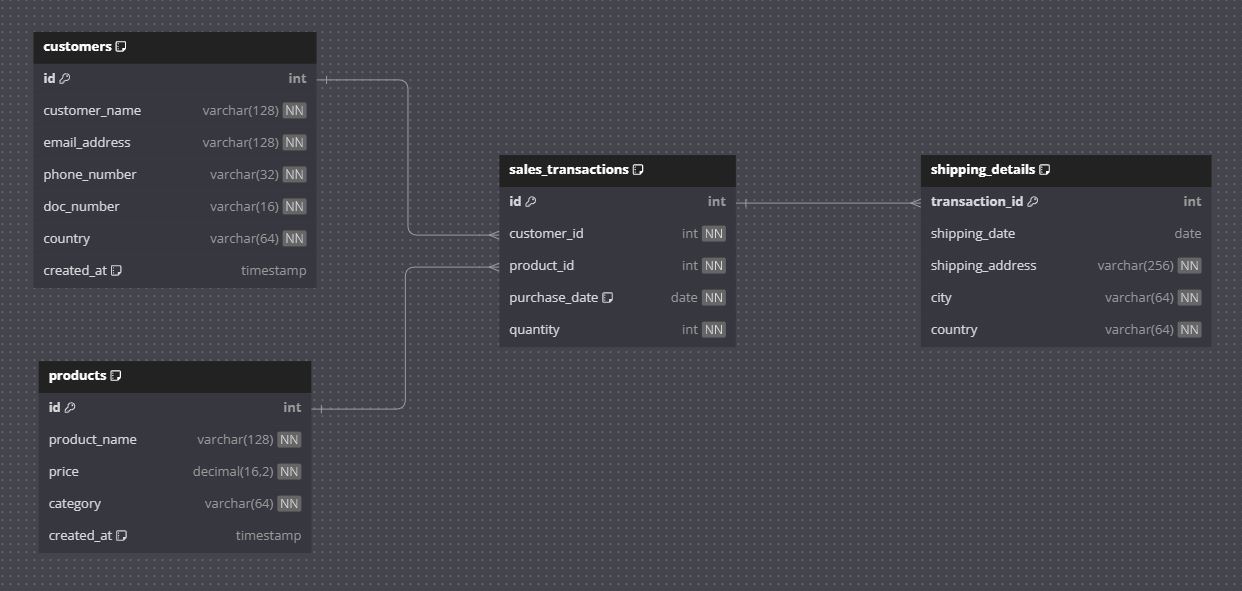 customers
id int
customer_name varchar(128) NN
email_address varchar(128) NN
phone_number varchar(32) NN
doc_number varchar(16) NN
country varchar(64) NN
created_at timestamp
products
id int
product_name varchar(128) NN
price decimal(16,2) NN
category varchar(64) NN
created_at timestamp
sales_transactions
id int
customer_id int NN
product_id int NN
purchase_date date NN
quantity int NN
shipping_details
transaction_id int
shipping_date date
shipping_address varchar(256) NN
city varchar(64) NN
country varchar(64) NN